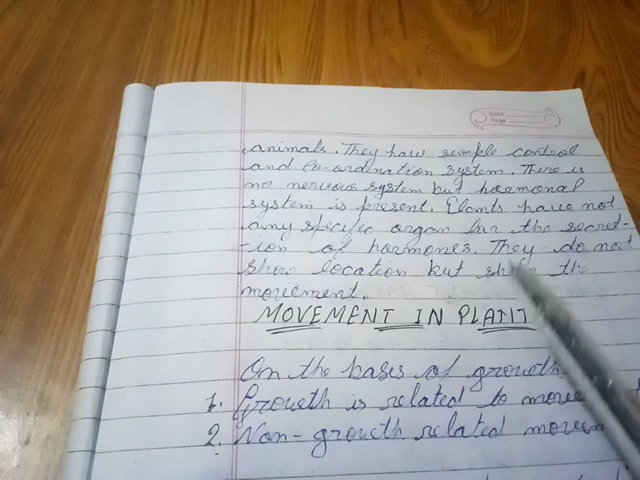 animals. They have simple control
and co-ordination system. There is
no nervous system but hormonal
system is present. Plants have not
any specific organ for the secret-
-ion of hormones. They do not
show location but the
movement.
MOVEMENT IN PLANT
On the basis of growth
1. Growth is related to move
2. Non-growth related movem